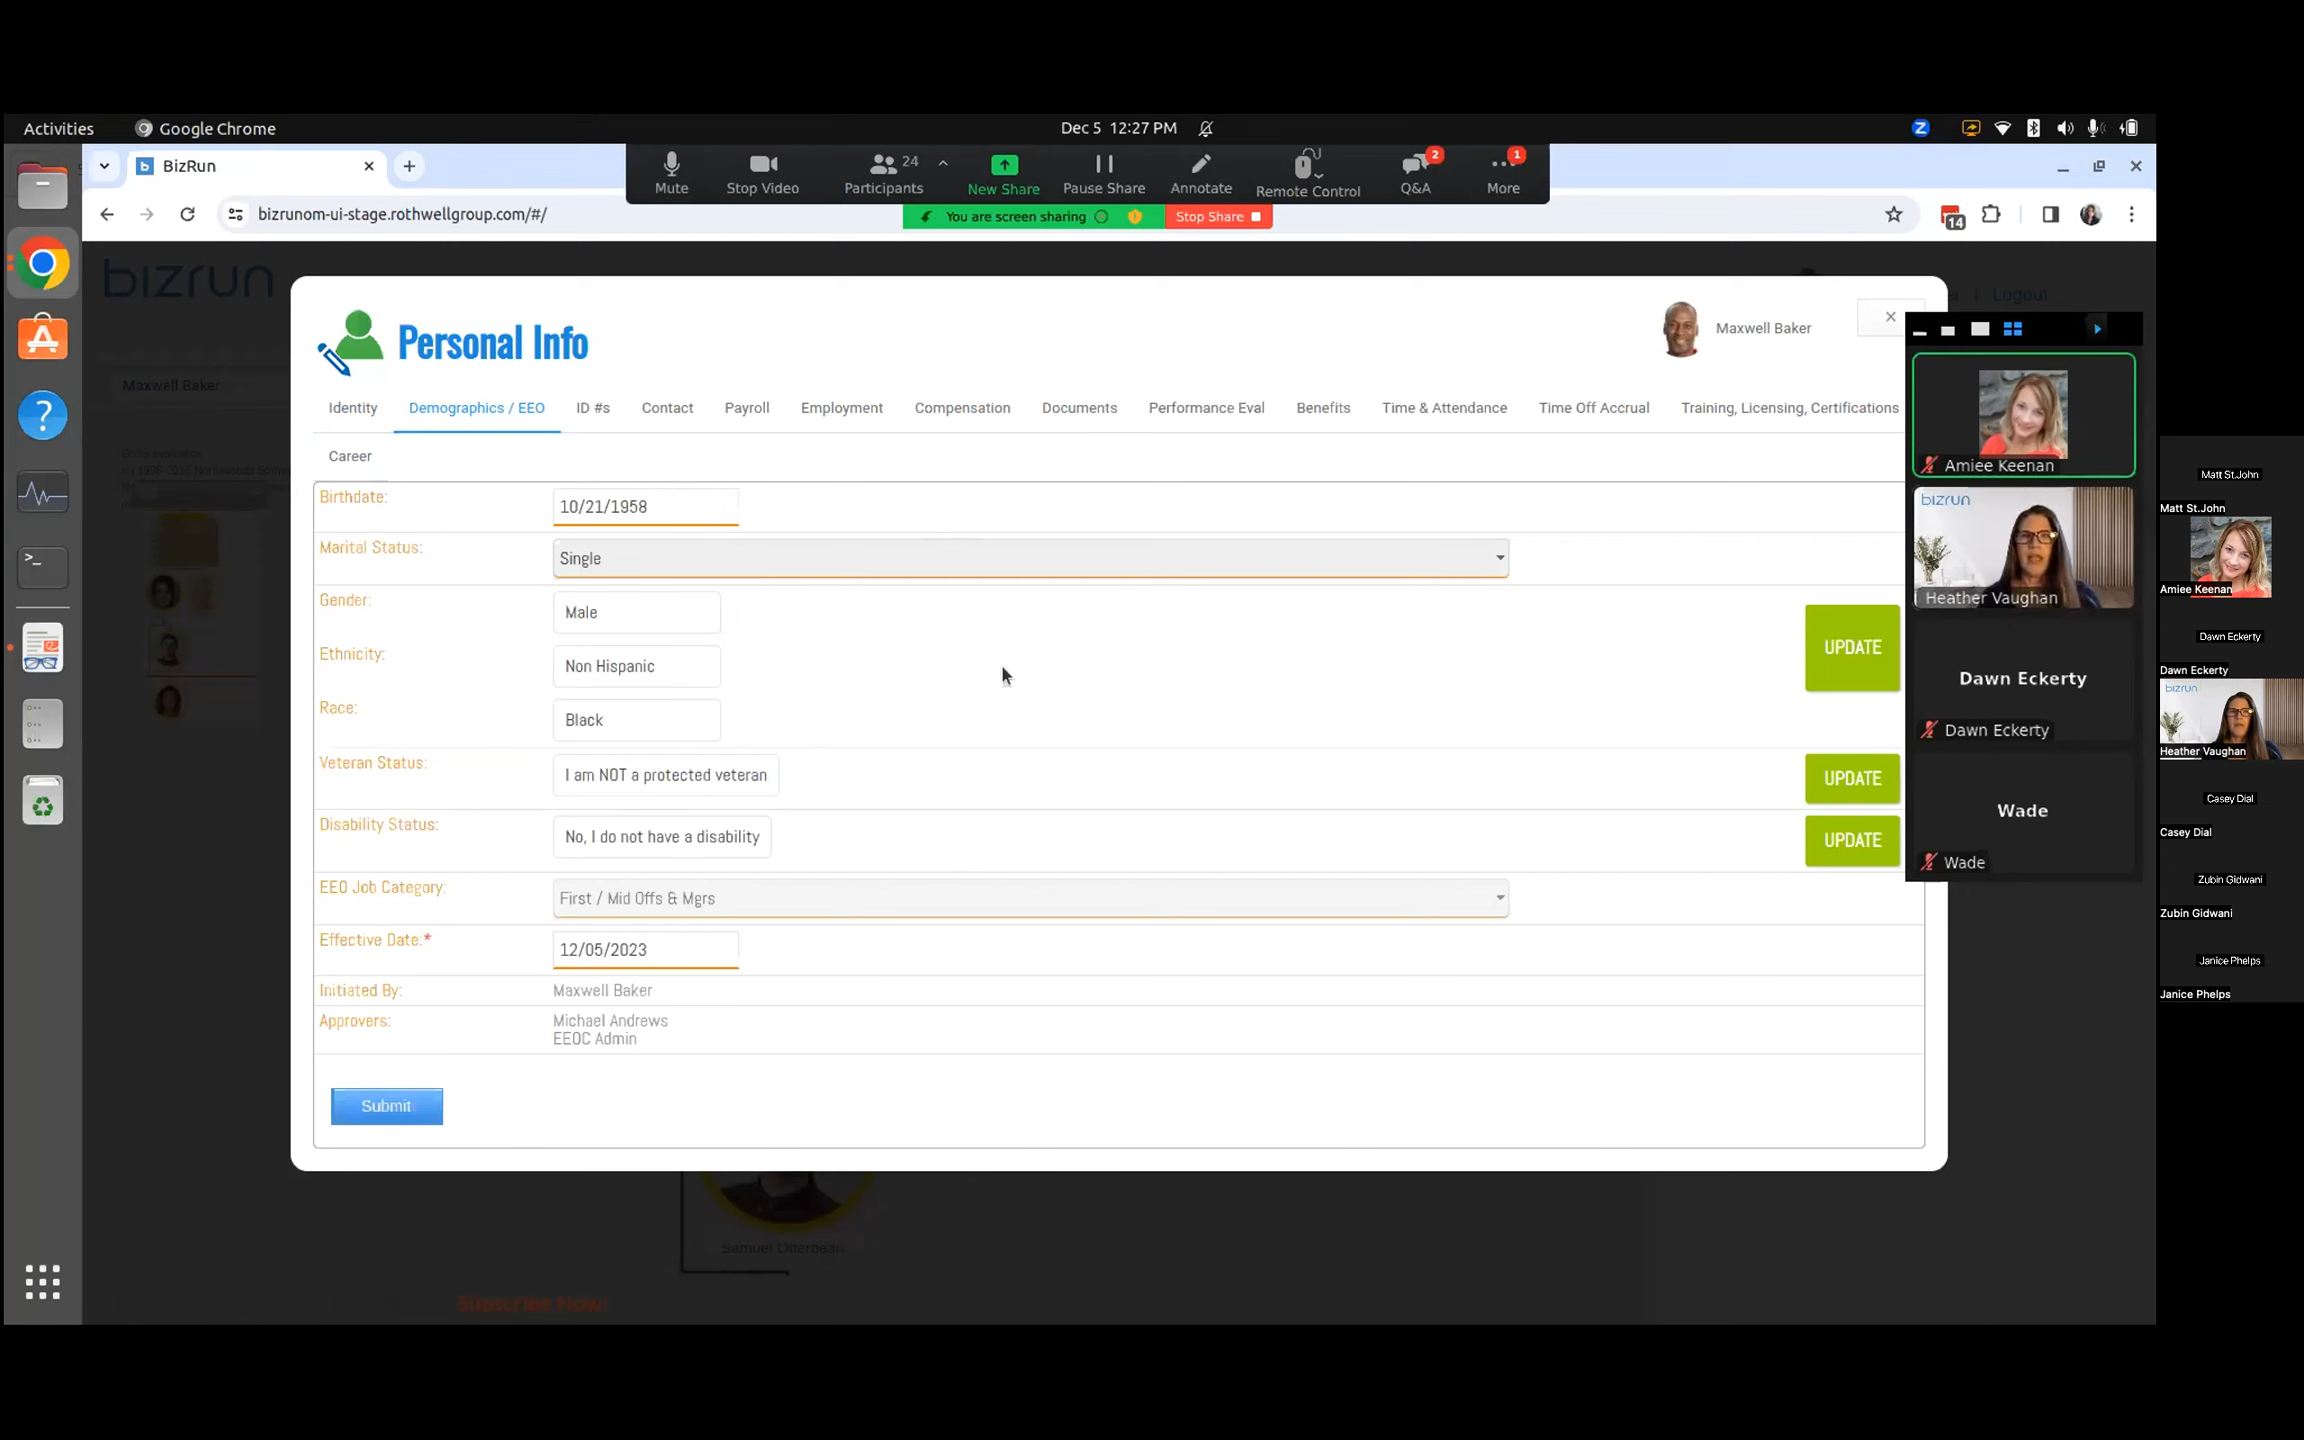 Activities Google Chrome Dec 5 12:27 PM
BizRun
Mute Stop Video Participants 24 New Share Pause Share Annotate Remote Control Q&A 2 More 1
bizrunom-ui-stage.rothwellgroup.com/#/ You are screen sharing Stop Share 14
bizrun
Logout
Personal Info
Maxwell Baker
Maxwell Baker
Identity Demographics / EEO ID #s Contact Payroll Employment Compensation Documents Performance Eval Benefits Time & Attendance Time Off Accrual Training, Licensing, Certifications
Career
Birthdate: 10/21/1958
Marital Status: Single
Gender: Male
Ethnicity: Non Hispanic
UPDATE
Race: Black
Veteran Status: I am NOT a protected veteran UPDATE
Disability Status: No, I do not have a disability UPDATE
EEO Job Category: First / Mid Offs & Mgrs
Effective Date:* 12/05/2023
Initiated By: Maxwell Baker
Approvers: Michael Andrews
EEOC Admin
Submit
Subscribe Now!
Amiee Keenan
bizrun
Heather Vaughan
Dawn Eckerty
Dawn Eckerty
Wade
Wade
Matt St.John
Matt St.John
Amiee Keenan
Dawn Eckerty
Dawn Eckerty
bizrun
Heather Vaughan
Casey Dial
Casey Dial
Zubin Gidwani
Zubin Gidwani
Janice Phelps
Janice Phelps